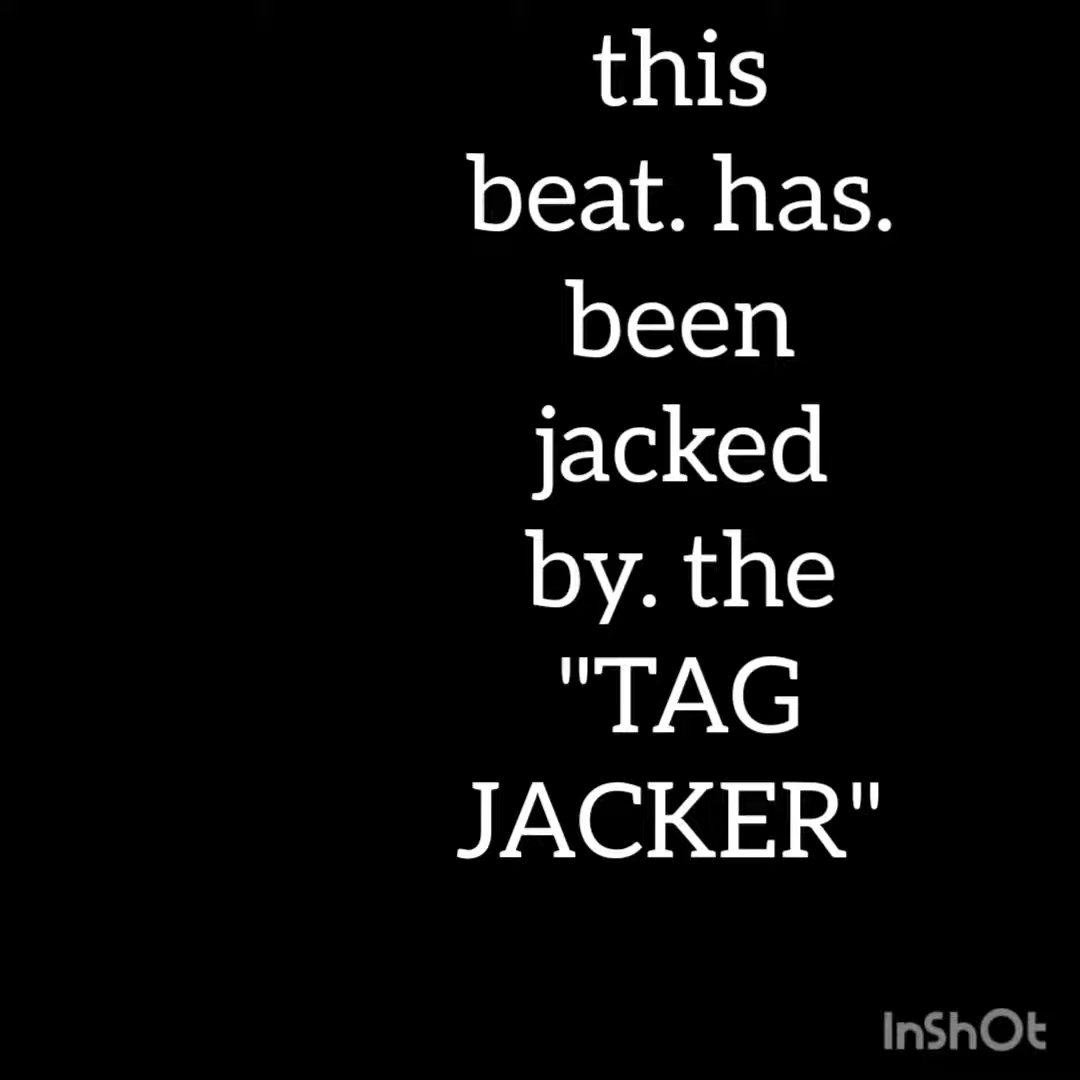 this
beat. has.
been
jacked
by. the
"TAG
JACKER"
InShOt